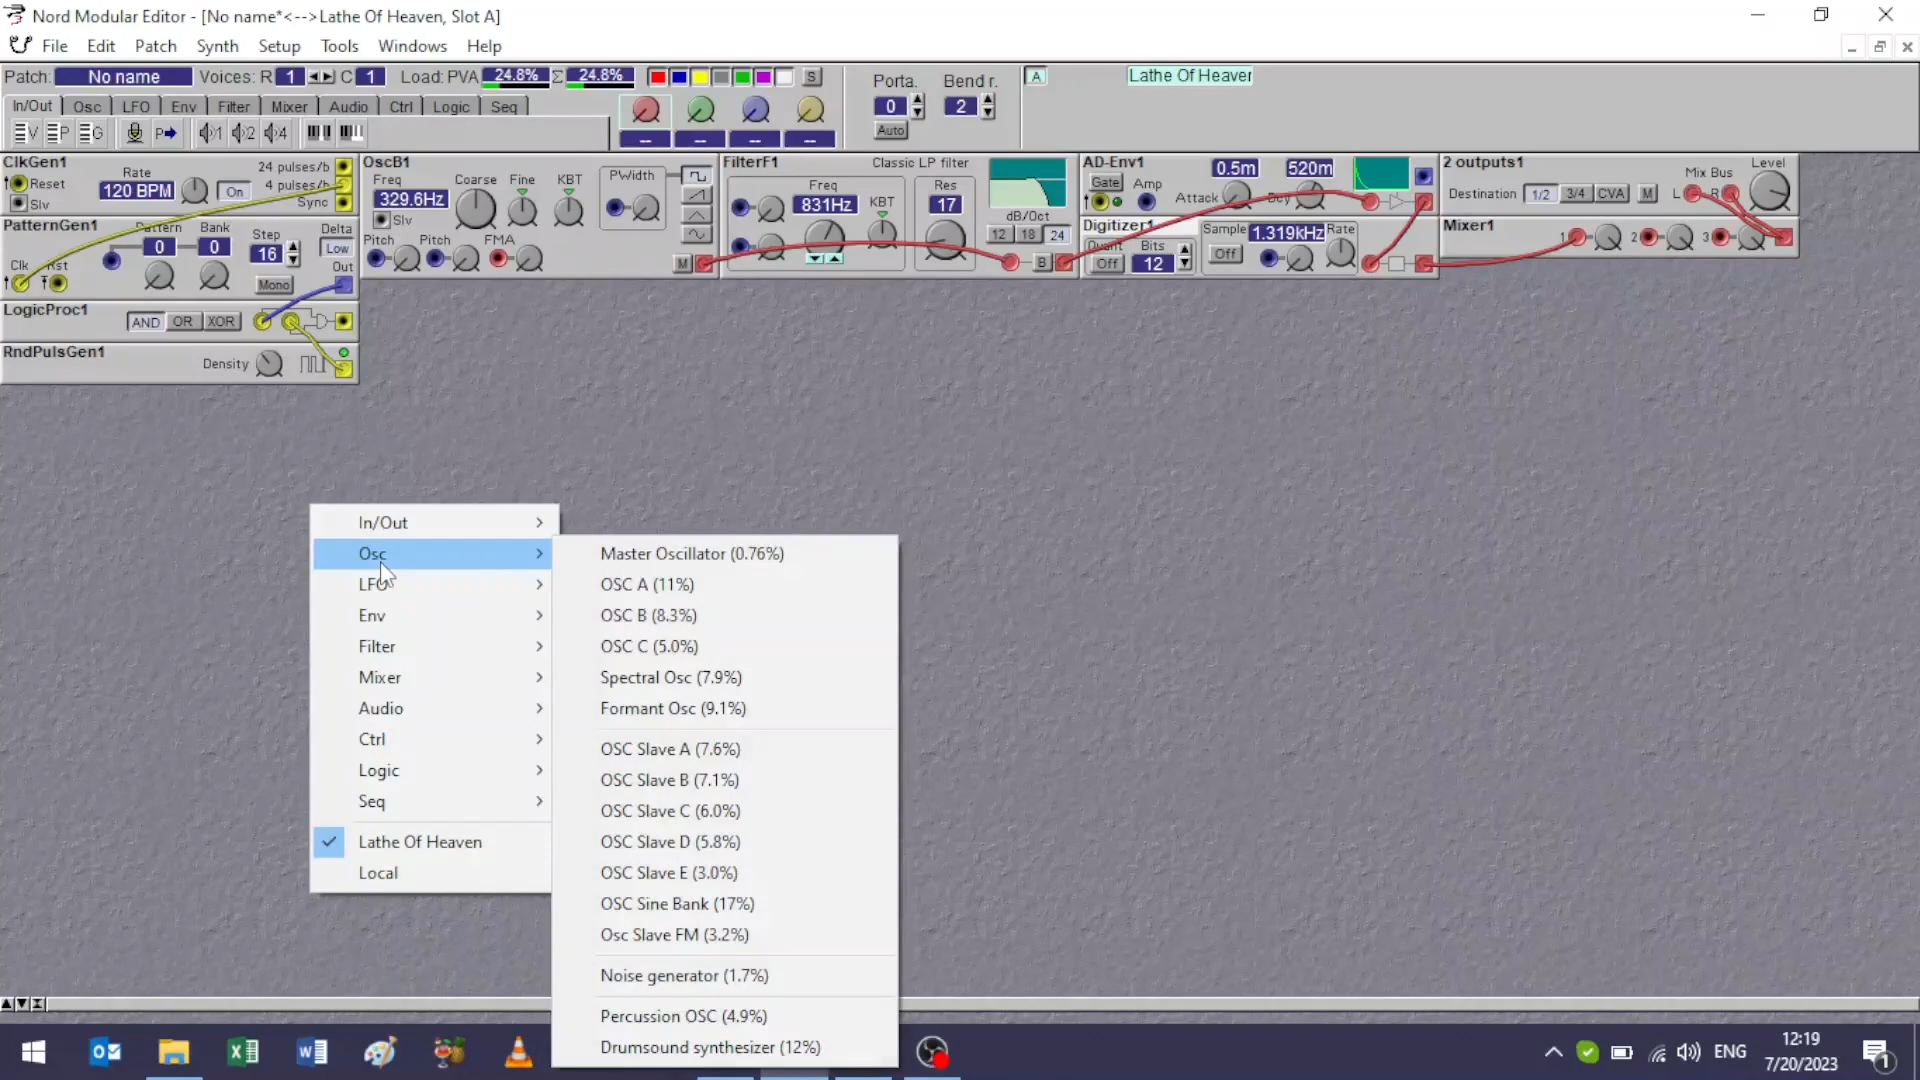 Nord Modular Editor - [No name*<-->Lathe Of Heaven, Slot A]
File Edit Patch Synth Setup Tools Windows Help
Patch: No name Voices: R 1 C 1 Load: PVA 24.8% Σ 24.8% S
In/Out Osc LFO Env Filter Mixer Audio Ctrl Logic Seq
V P G P 1 2 4
-- -- -- --
Porta. Bend r.
0 2
Auto
A Lathe Of Heaven
ClkGen1 Rate 24 pulses/b
Reset 120 BPM On 4 pulses/b
Slv Sync
PatternGen1 Pattern Bank Step Delta
0 0 16 Low
Clk Rst Mono Out
LogicProc1 AND OR XOR
RndPulsGen1
Density
OscB1
Freq Coarse Fine KBT PWidth
329.6Hz
Slv
Pitch Pitch FMA
M
FilterF1 Classic LP filter
Freq Res
831Hz KBT 17
dB/Oct
12 18 24
B
AD-Env1 0.5m 520m
Gate Amp Attack
Digitizer1 Sample 1.319kHz Rate
Quant Bits
Off 12 Off
2 outputs1 Mix Bus Level
Destination 1/2 3/4 CVA M L R
Mixer1 1 2 3
In/Out
Osc
LFO
Env
Filter
Mixer
Audio
Ctrl
Logic
Seq
Lathe Of Heaven
Local
Master Oscillator (0.76%)
OSC A (11%)
OSC B (8.3%)
OSC C (5.0%)
Spectral Osc (7.9%)
Formant Osc (9.1%)
OSC Slave A (7.6%)
OSC Slave B (7.1%)
OSC Slave C (6.0%)
OSC Slave D (5.8%)
OSC Slave E (3.0%)
OSC Sine Bank (17%)
Osc Slave FM (3.2%)
Noise generator (1.7%)
Percussion OSC (4.9%)
Drumsound synthesizer (12%)
ENG
12:19
7/20/2023
1